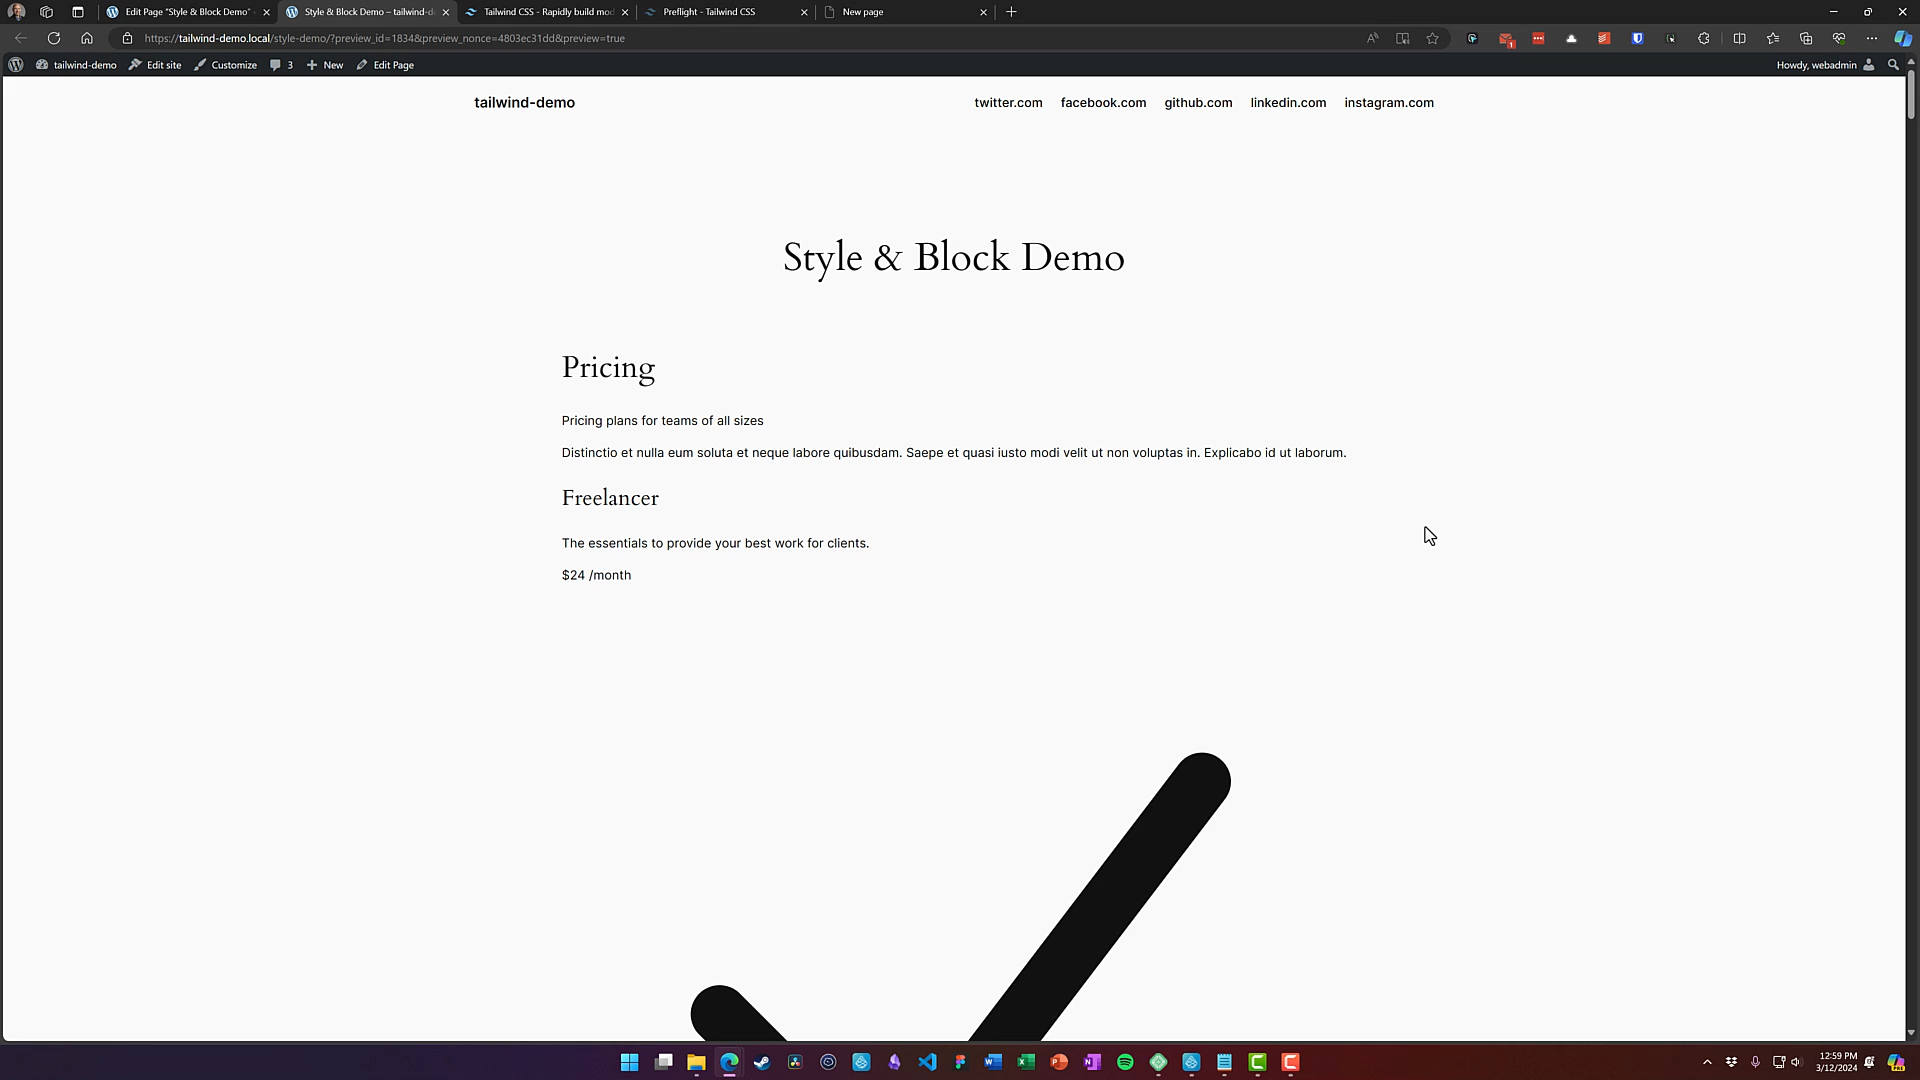 Edit Page "Style & Block Demo"
Style & Block Demo – tailwind-d
Tailwind CSS - Rapidly build mod
Preflight - Tailwind CSS
New page
https://tailwind-demo.local/style-demo/?preview_id=1834&preview_nonce=4803ec31dd&preview=true
1
tailwind-demo
Edit site
Customize
3
New
Edit Page
Howdy, webadmin
tailwind-demo
twitter.com
facebook.com
github.com
linkedin.com
instagram.com
Style & Block Demo
Pricing
Pricing plans for teams of all sizes
Distinctio et nulla eum soluta et neque labore quibusdam. Saepe et quasi iusto modi velit ut non voluptas in. Explicabo id ut laborum.
Freelancer
The essentials to provide your best work for clients.
$24 /month
12:59 PM
3/12/2024